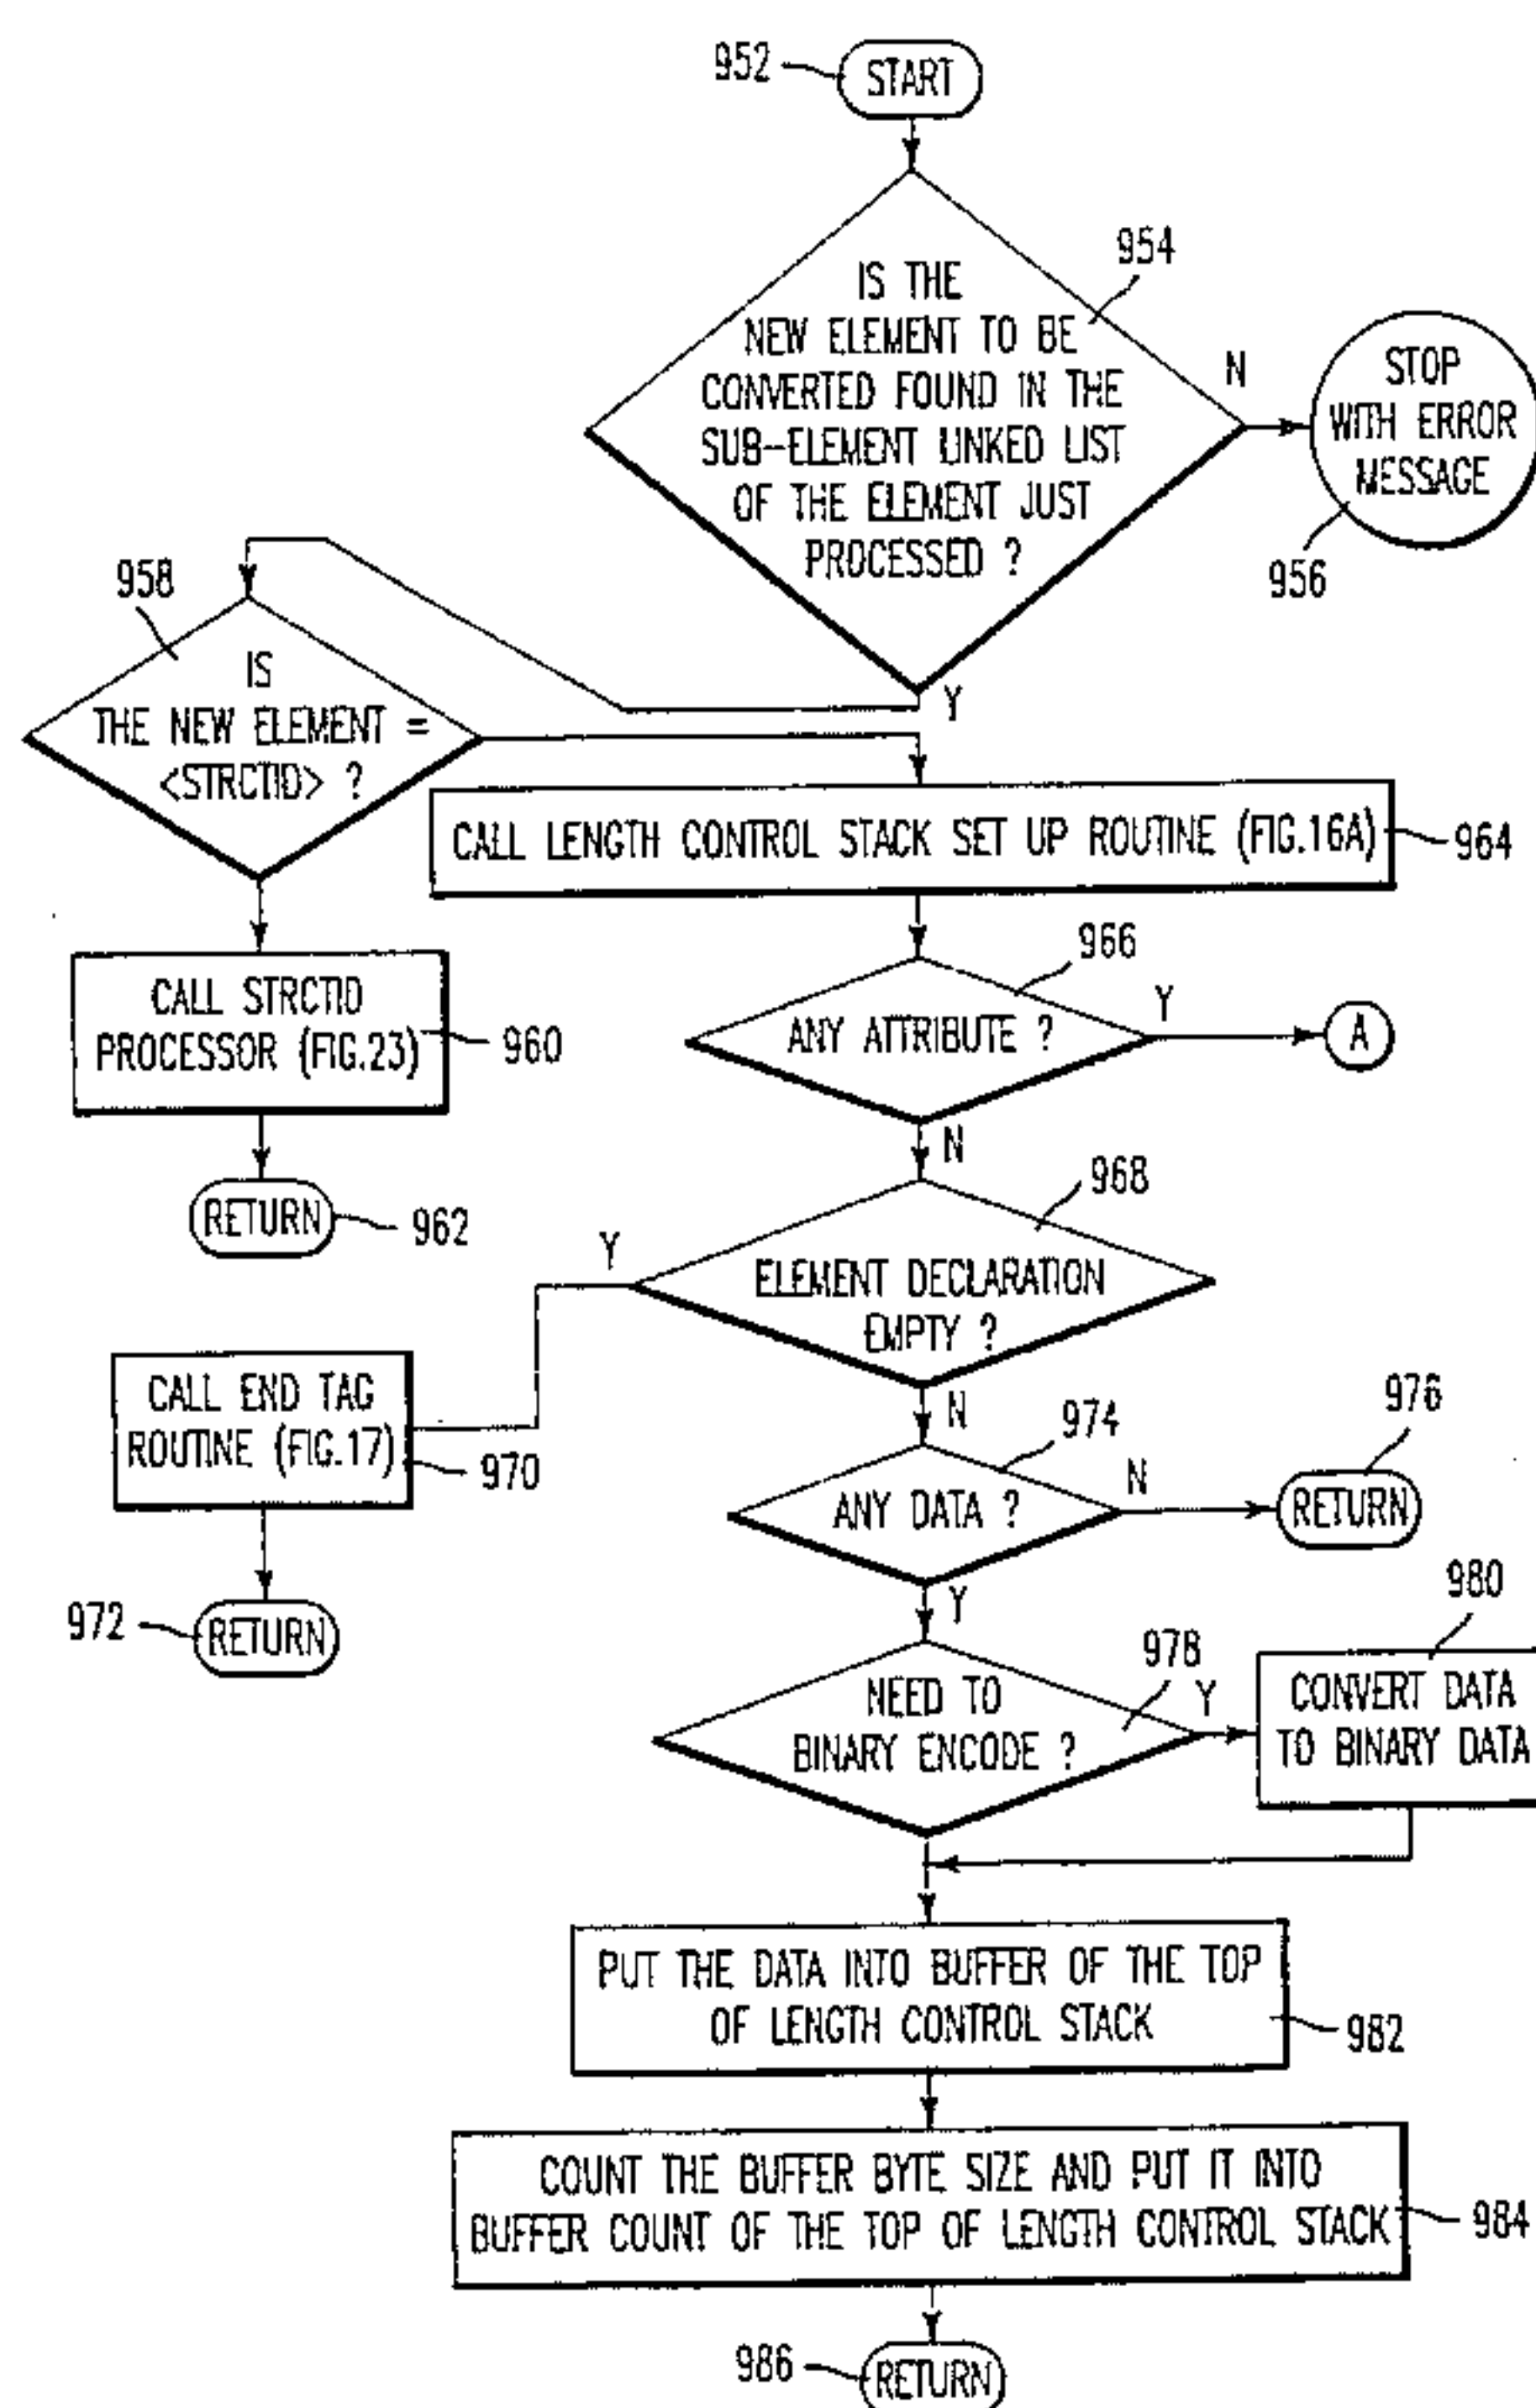 952
START
954
IS THE
NEW ELEMENT TO BE
CONVERTED FOUND IN THE
SUB-ELEMENT LINKED LIST
OF THE ELEMENT JUST
PROCESSED ?
N
STOP
WITH ERROR
MESSAGE
956
Y
958
IS
THE NEW ELEMENT =
<STRCTID> ?
CALL LENGTH CONTROL STACK SET UP ROUTINE (FIG.16A)
964
CALL STRCTID
PROCESSOR (FIG.23)
960
RETURN
962
966
ANY ATTRIBUTE ?
Y
A
N
968
ELEMENT DECLARATION
EMPTY ?
Y
CALL END TAG
ROUTINE (FIG.17)
970
RETURN
972
N
974
ANY DATA ?
N
976
RETURN
Y
978
NEED TO
BINARY ENCODE ?
Y
980
CONVERT DATA
TO BINARY DATA
PUT THE DATA INTO BUFFER OF THE TOP
OF LENGTH CONTROL STACK
982
COUNT THE BUFFER BYTE SIZE AND PUT IT INTO
BUFFER COUNT OF THE TOP OF LENGTH CONTROL STACK
984
986
RETURN